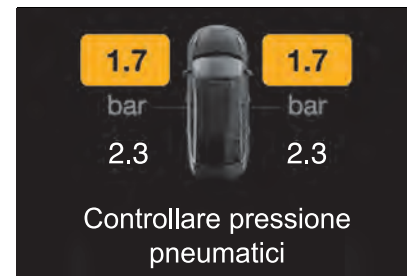 1.7 1.7
bar bar
2.3 2.3
Controllare pressione
pneumatici